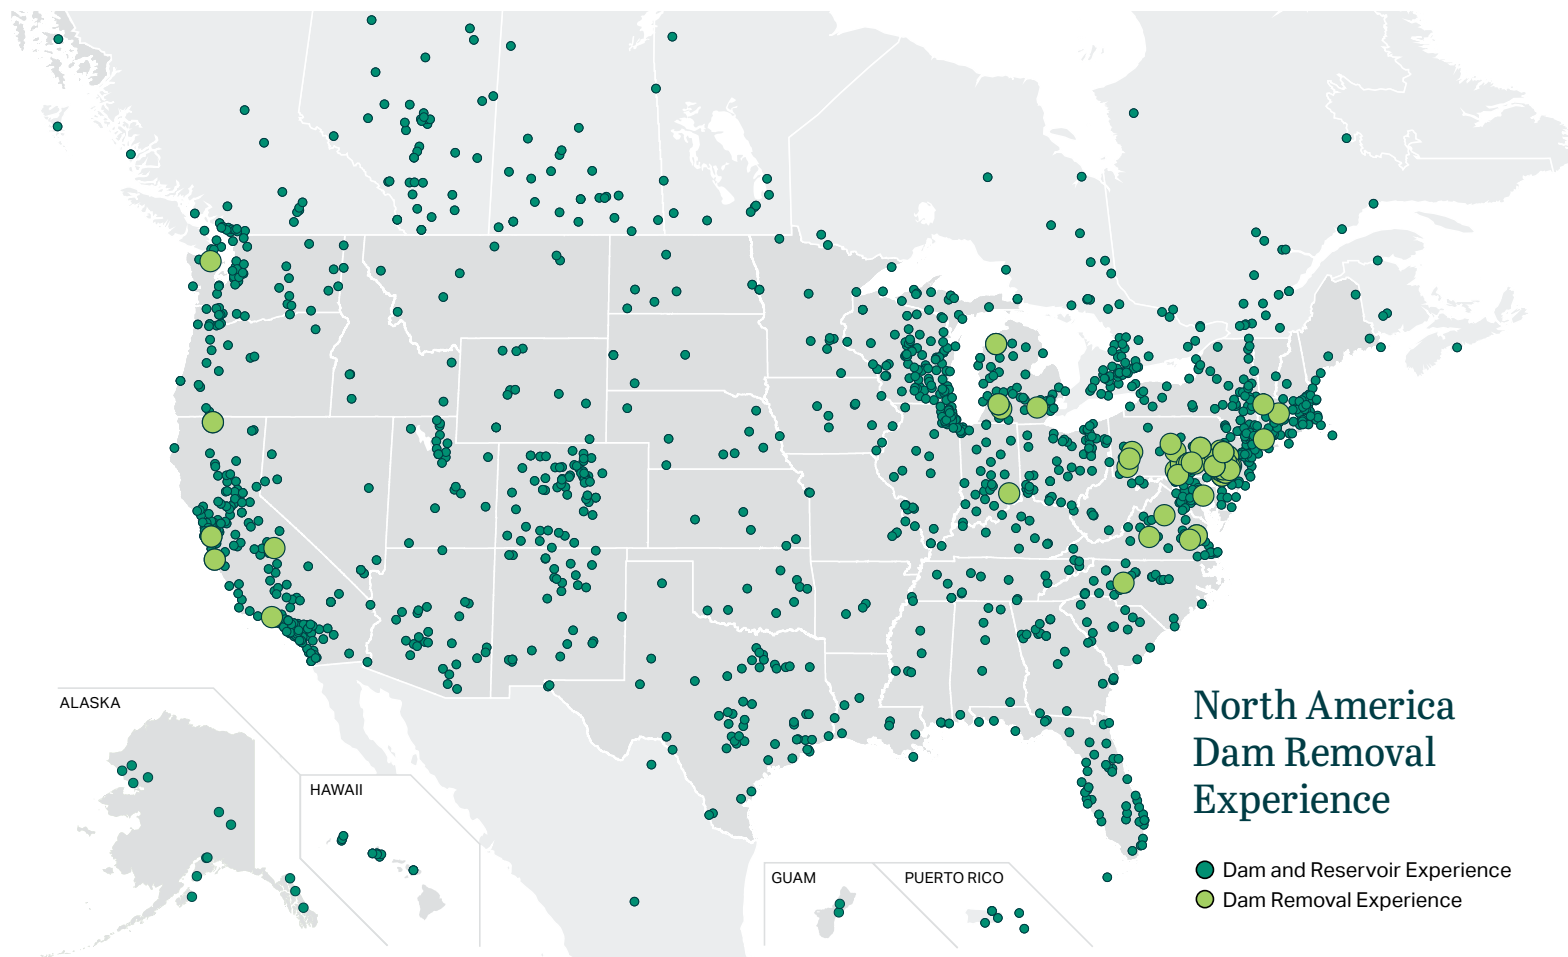 ALASKA
HAWAII
GUAM
PUERTO RICO
North America
Dam Removal
Experience
Dam and Reservoir Experience
Dam Removal Experience